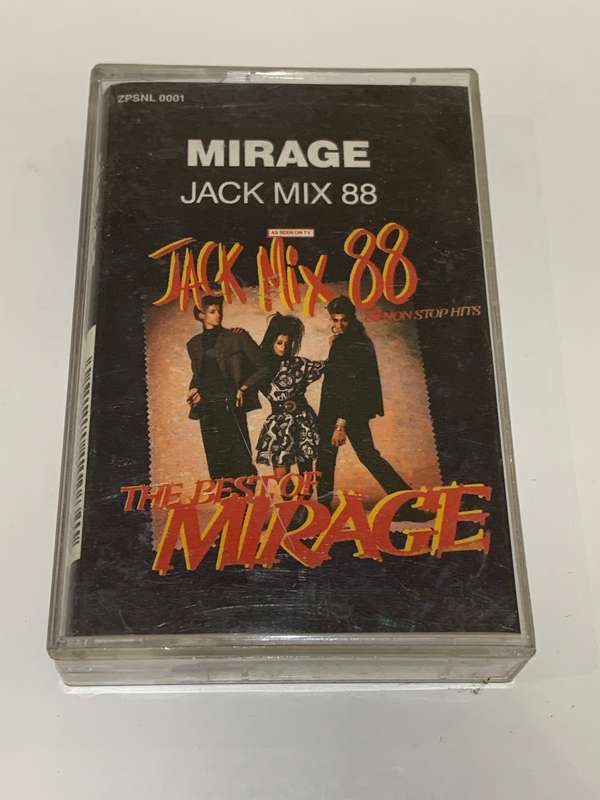 ZPSNL 0001
MIRAGE
JACK MIX 88
AS SEEN ON TV
JACK MIX 88
NON STOP HITS
THE BEST OF
MIRAGE